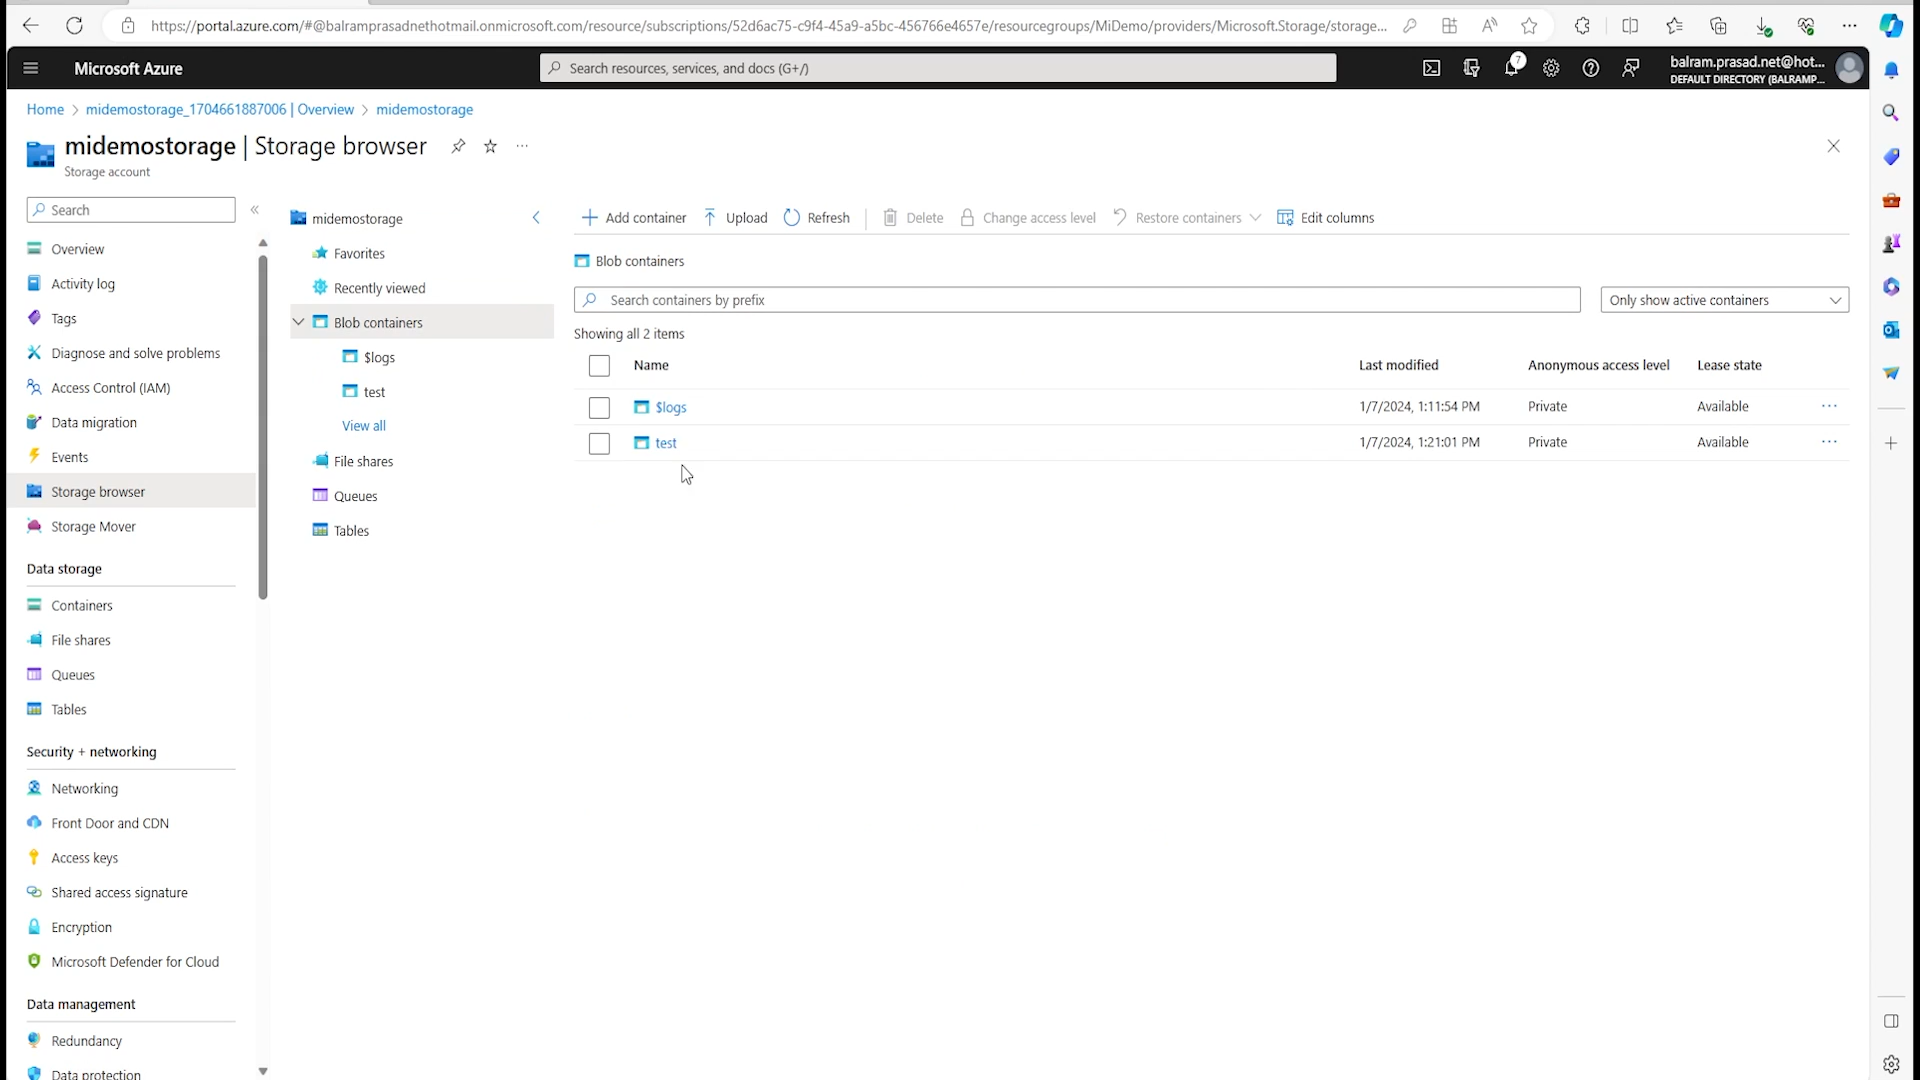 https://portal.azure.com/#@balramprasadnethotmail.onmicrosoft.com/resource/subscriptions/52d6ac75-c9f4-45a9-a5bc-456766e4657e/resourcegroups/MiDemo/providers/Microsoft.Storage/storage...
Microsoft Azure
Search resources, services, and docs (G+/)
7
balram.prasad.net@hot...
DEFAULT DIRECTORY (BALRAMP...
Home > midemostorage_1704661887006 | Overview > midemostorage
midemostorage | Storage browser
Storage account
Search
Overview
Activity log
Tags
Diagnose and solve problems
Access Control (IAM)
Data migration
Events
Storage browser
Storage Mover
Data storage
Containers
File shares
Queues
Tables
Security + networking
Networking
Front Door and CDN
Access keys
Shared access signature
Encryption
Microsoft Defender for Cloud
Data management
Redundancy
Data protection
midemostorage
Favorites
Recently viewed
Blob containers
$logs
test
View all
File shares
Queues
Tables
Add container Upload Refresh Delete Change access level Restore containers Edit columns
Blob containers
Search containers by prefix
Only show active containers
Showing all 2 items
Name Last modified Anonymous access level Lease state
$logs 1/7/2024, 1:11:54 PM Private Available ...
test 1/7/2024, 1:21:01 PM Private Available ...